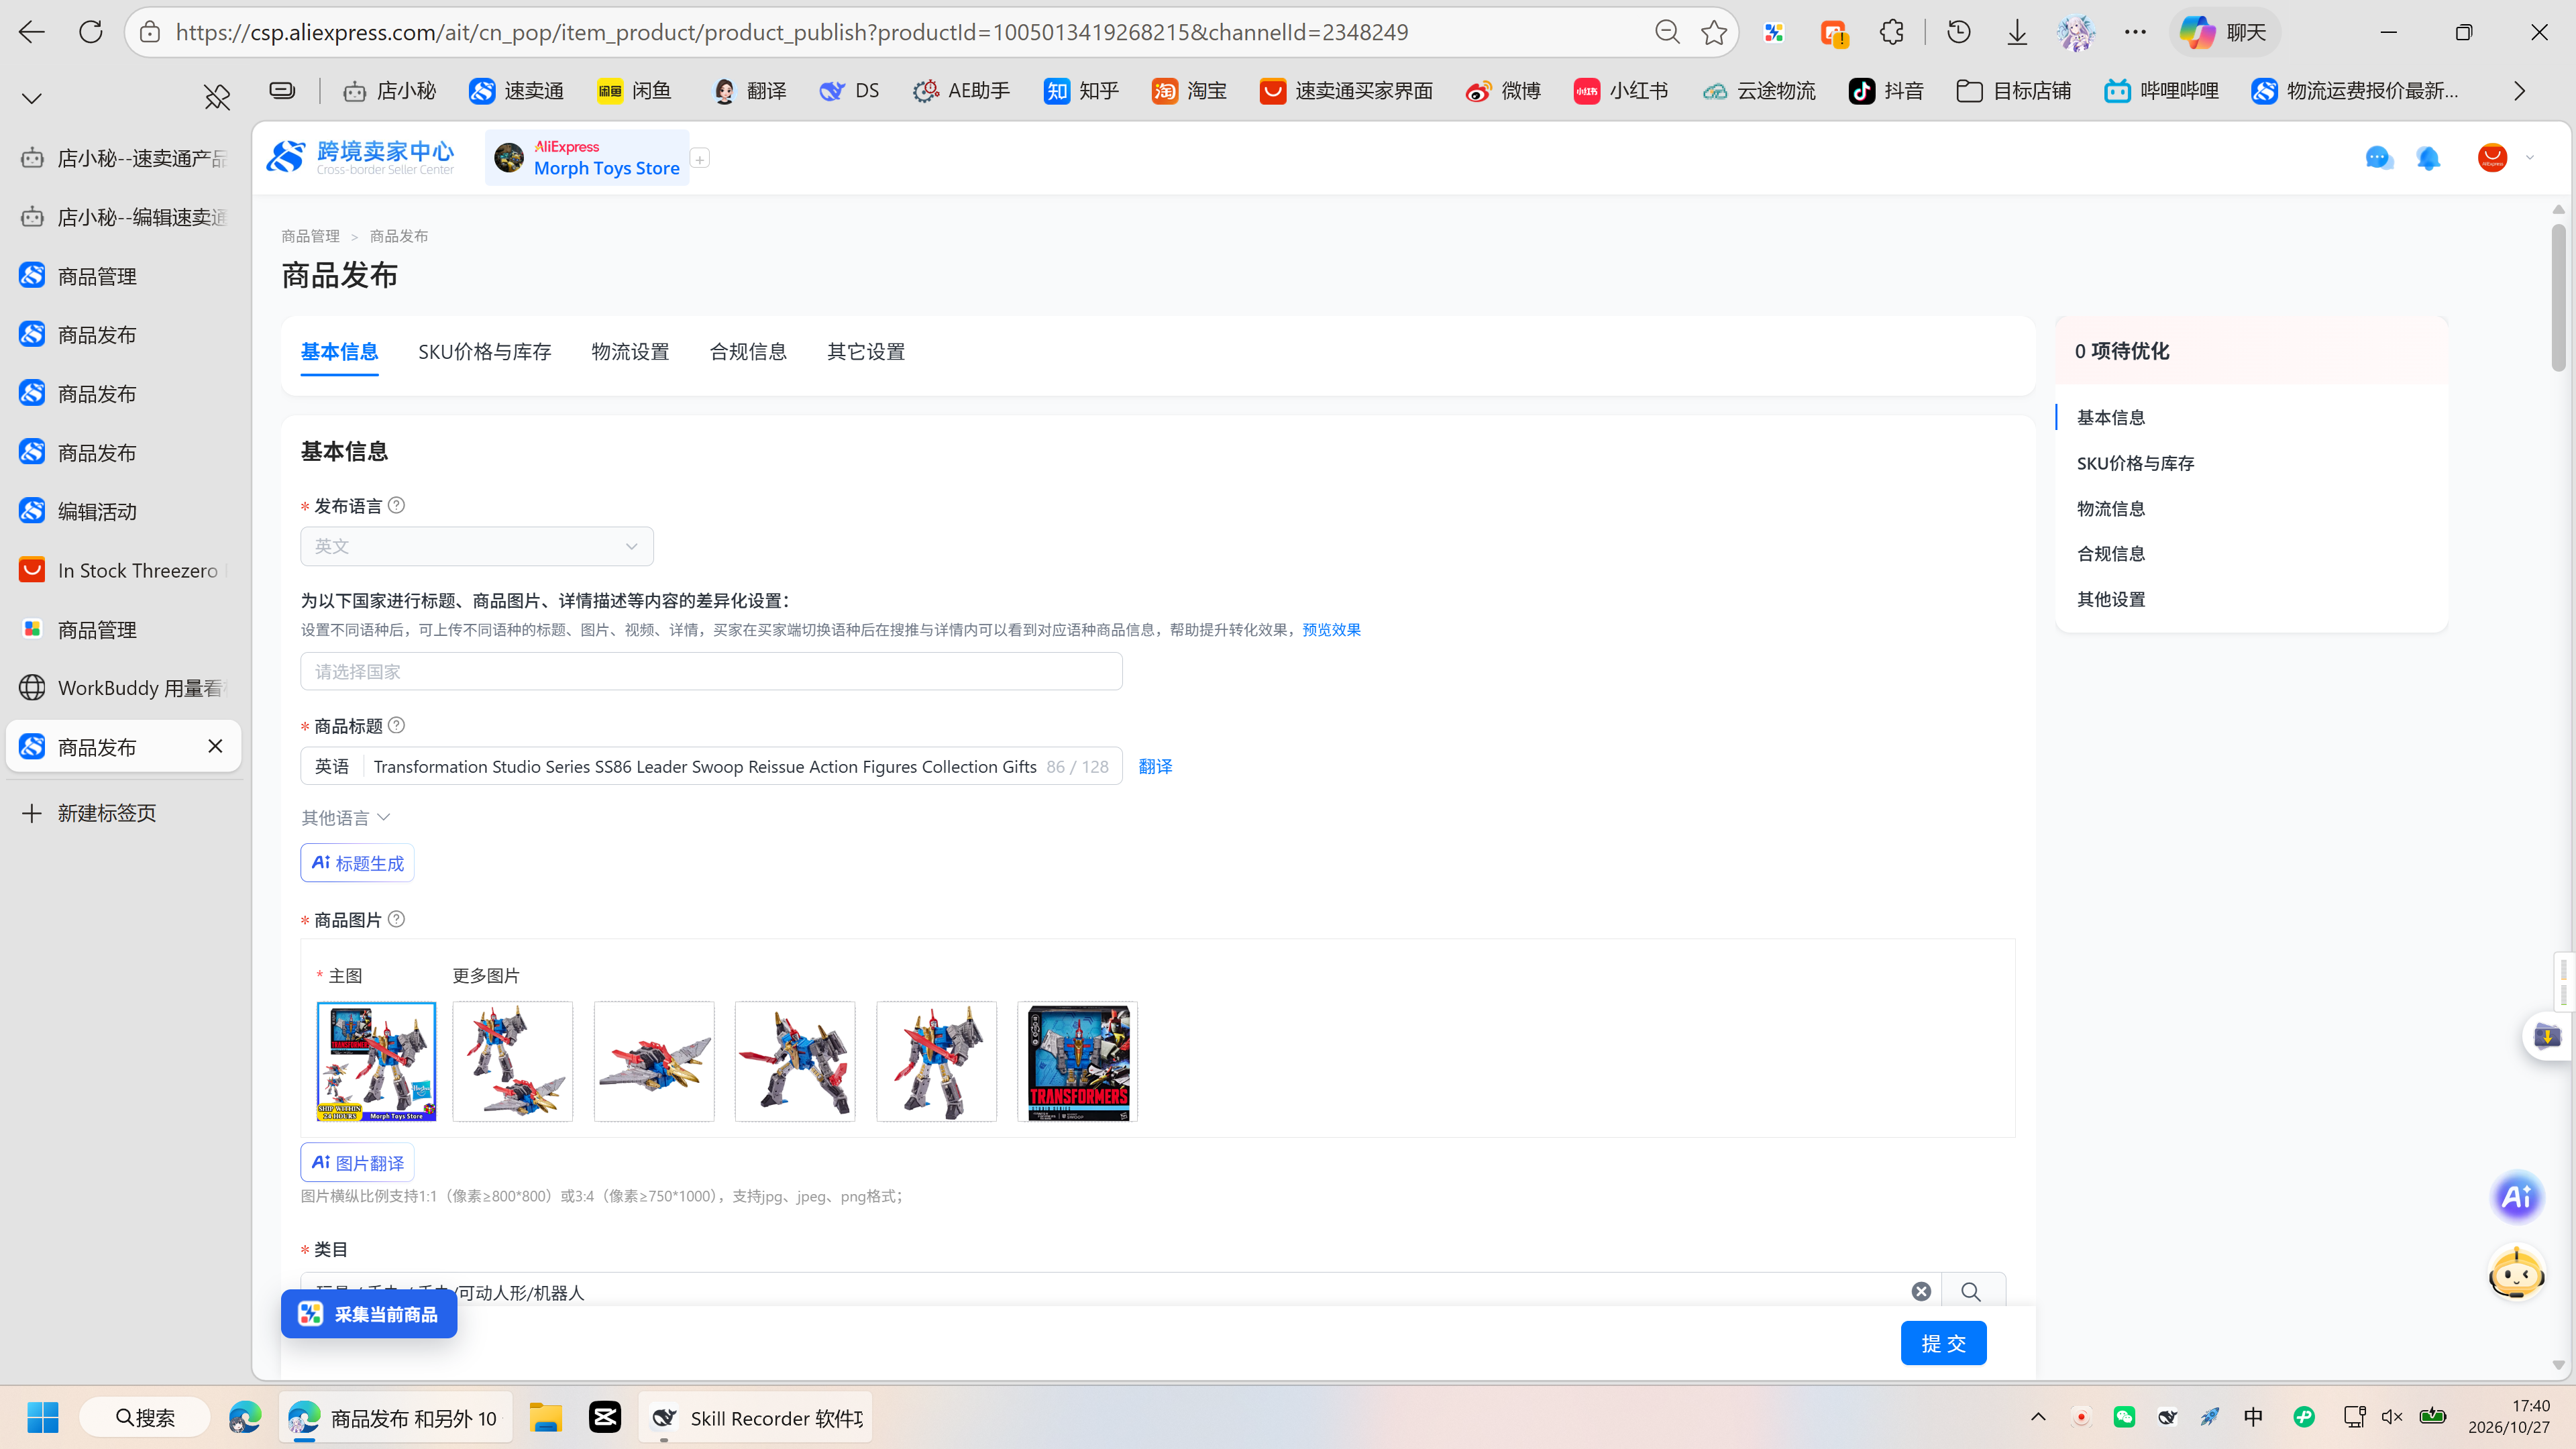 https://csp.aliexpress.com/ait/cn_pop/item_product/product_publish?productId=1005013419268215&channelId=2348249
聊天
店小秘
速卖通
闲鱼
翻译
DS
AE助手
知乎
淘宝
速卖通买家界面
微博
小红书
云途物流
抖音
目标店铺
哔哩哔哩
物流运费报价最新...
店小秘--速卖通产品
店小秘--编辑速卖通
商品管理
商品发布
商品发布
商品发布
编辑活动
In Stock Threezero
商品管理
WorkBuddy 用量看
商品发布
新建标签页
跨境卖家中心
Cross-border Seller Center
AliExpress
Morph Toys Store
商品管理 > 商品发布
商品发布
基本信息
SKU价格与库存
物流设置
合规信息
其它设置
0 项待优化
基本信息
SKU价格与库存
物流信息
合规信息
其他设置
基本信息
* 发布语言
英文
为以下国家进行标题、商品图片、详情描述等内容的差异化设置：
设置不同语种后，可上传不同语种的标题、图片、视频、详情，买家在买家端切换语种后在搜推与详情内可以看到对应语种商品信息，帮助提升转化效果，预览效果
请选择国家
* 商品标题
英语 Transformation Studio Series SS86 Leader Swoop Reissue Action Figures Collection Gifts 86 / 128 翻译
其他语言
Ai 标题生成
* 商品图片
* 主图
更多图片
SHIP WITHIN
24 HOURS
Morph Toys Store
TRANSFORMERS
Ai 图片翻译
图片横纵比例支持1:1（像素≥800*800）或3:4（像素≥750*1000），支持jpg、jpeg、png格式；
* 类目
/可动人形/机器人
采集当前商品
提 交
Ai
搜索
商品发布 和另外 10
Skill Recorder 软件项
中
17:40
2026/10/27